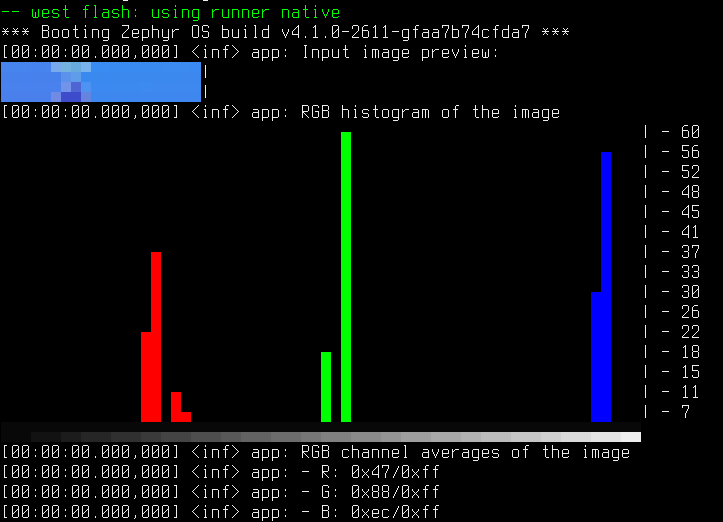 -- west flash: using runner native
*** Booting Zephyr OS build v4.1.0-2611-gfaa7b74cfda7 ***
[00:00:00.000,000] <inf> app: Input image preview:
|
|
[00:00:00.000,000] <inf> app: RGB histogram of the image
| - 60
| - 56
| - 52
| - 48
| - 45
| - 41
| - 37
| - 33
| - 30
| - 26
| - 22
| - 18
| - 15
| - 11
| - 7
[00:00:00.000,000] <inf> app: RGB channel averages of the image
[00:00:00.000,000] <inf> app: - R: 0x47/0xff
[00:00:00.000,000] <inf> app: - G: 0x88/0xff
[00:00:00.000,000] <inf> app: - B: 0xec/0xff